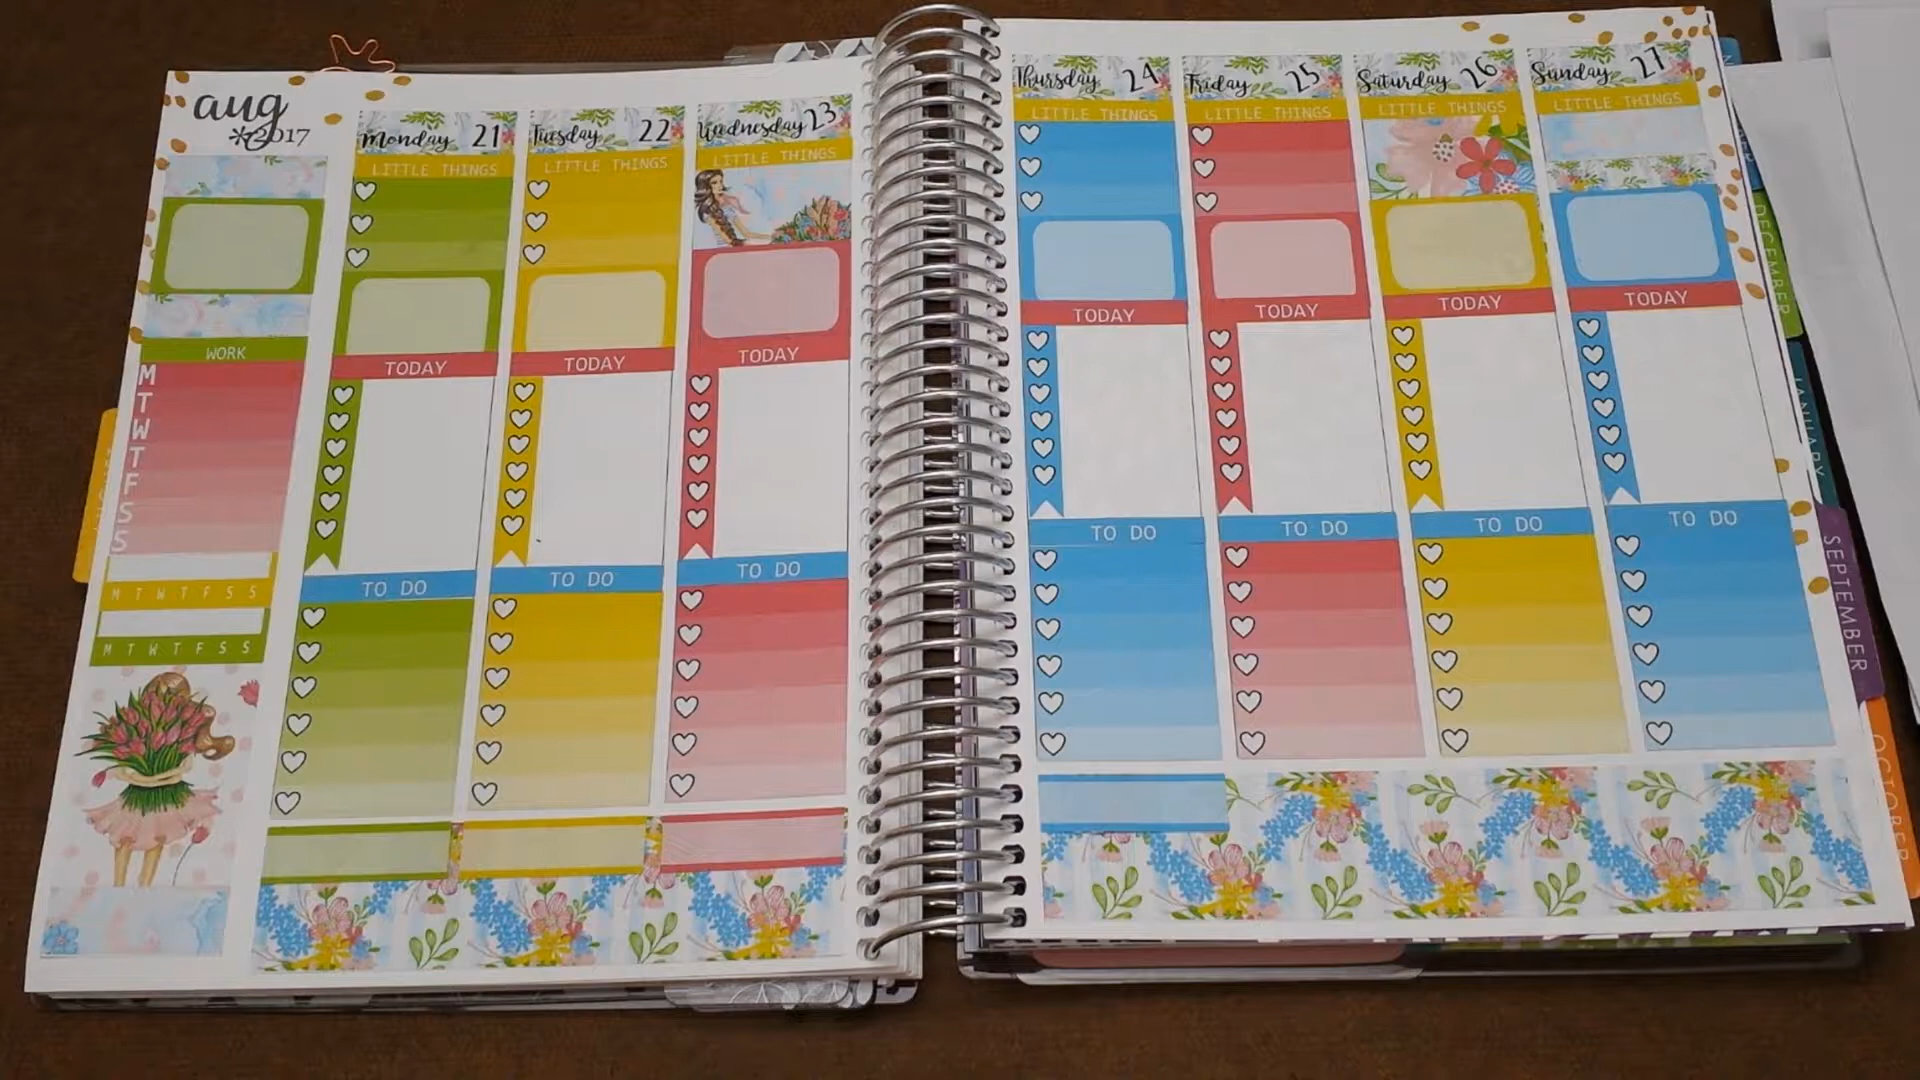 aug
2017
WORK
M
T
W
T
F
S
S
M T W T F S S
M T W T F S S
Monday 21
LITTLE THINGS
TODAY
TO DO
Tuesday 22
LITTLE THINGS
TODAY
TO DO
Wednesday 23
LITTLE THINGS
TODAY
TO DO
Thursday 24
LITTLE THINGS
TODAY
TO DO
Friday 25
LITTLE THINGS
TODAY
TO DO
Saturday 26
LITTLE THINGS
TODAY
TO DO
Sunday 27
LITTLE THINGS
TODAY
TO DO
DECEMBER
JANUARY
SEPTEMBER
OCTOBER